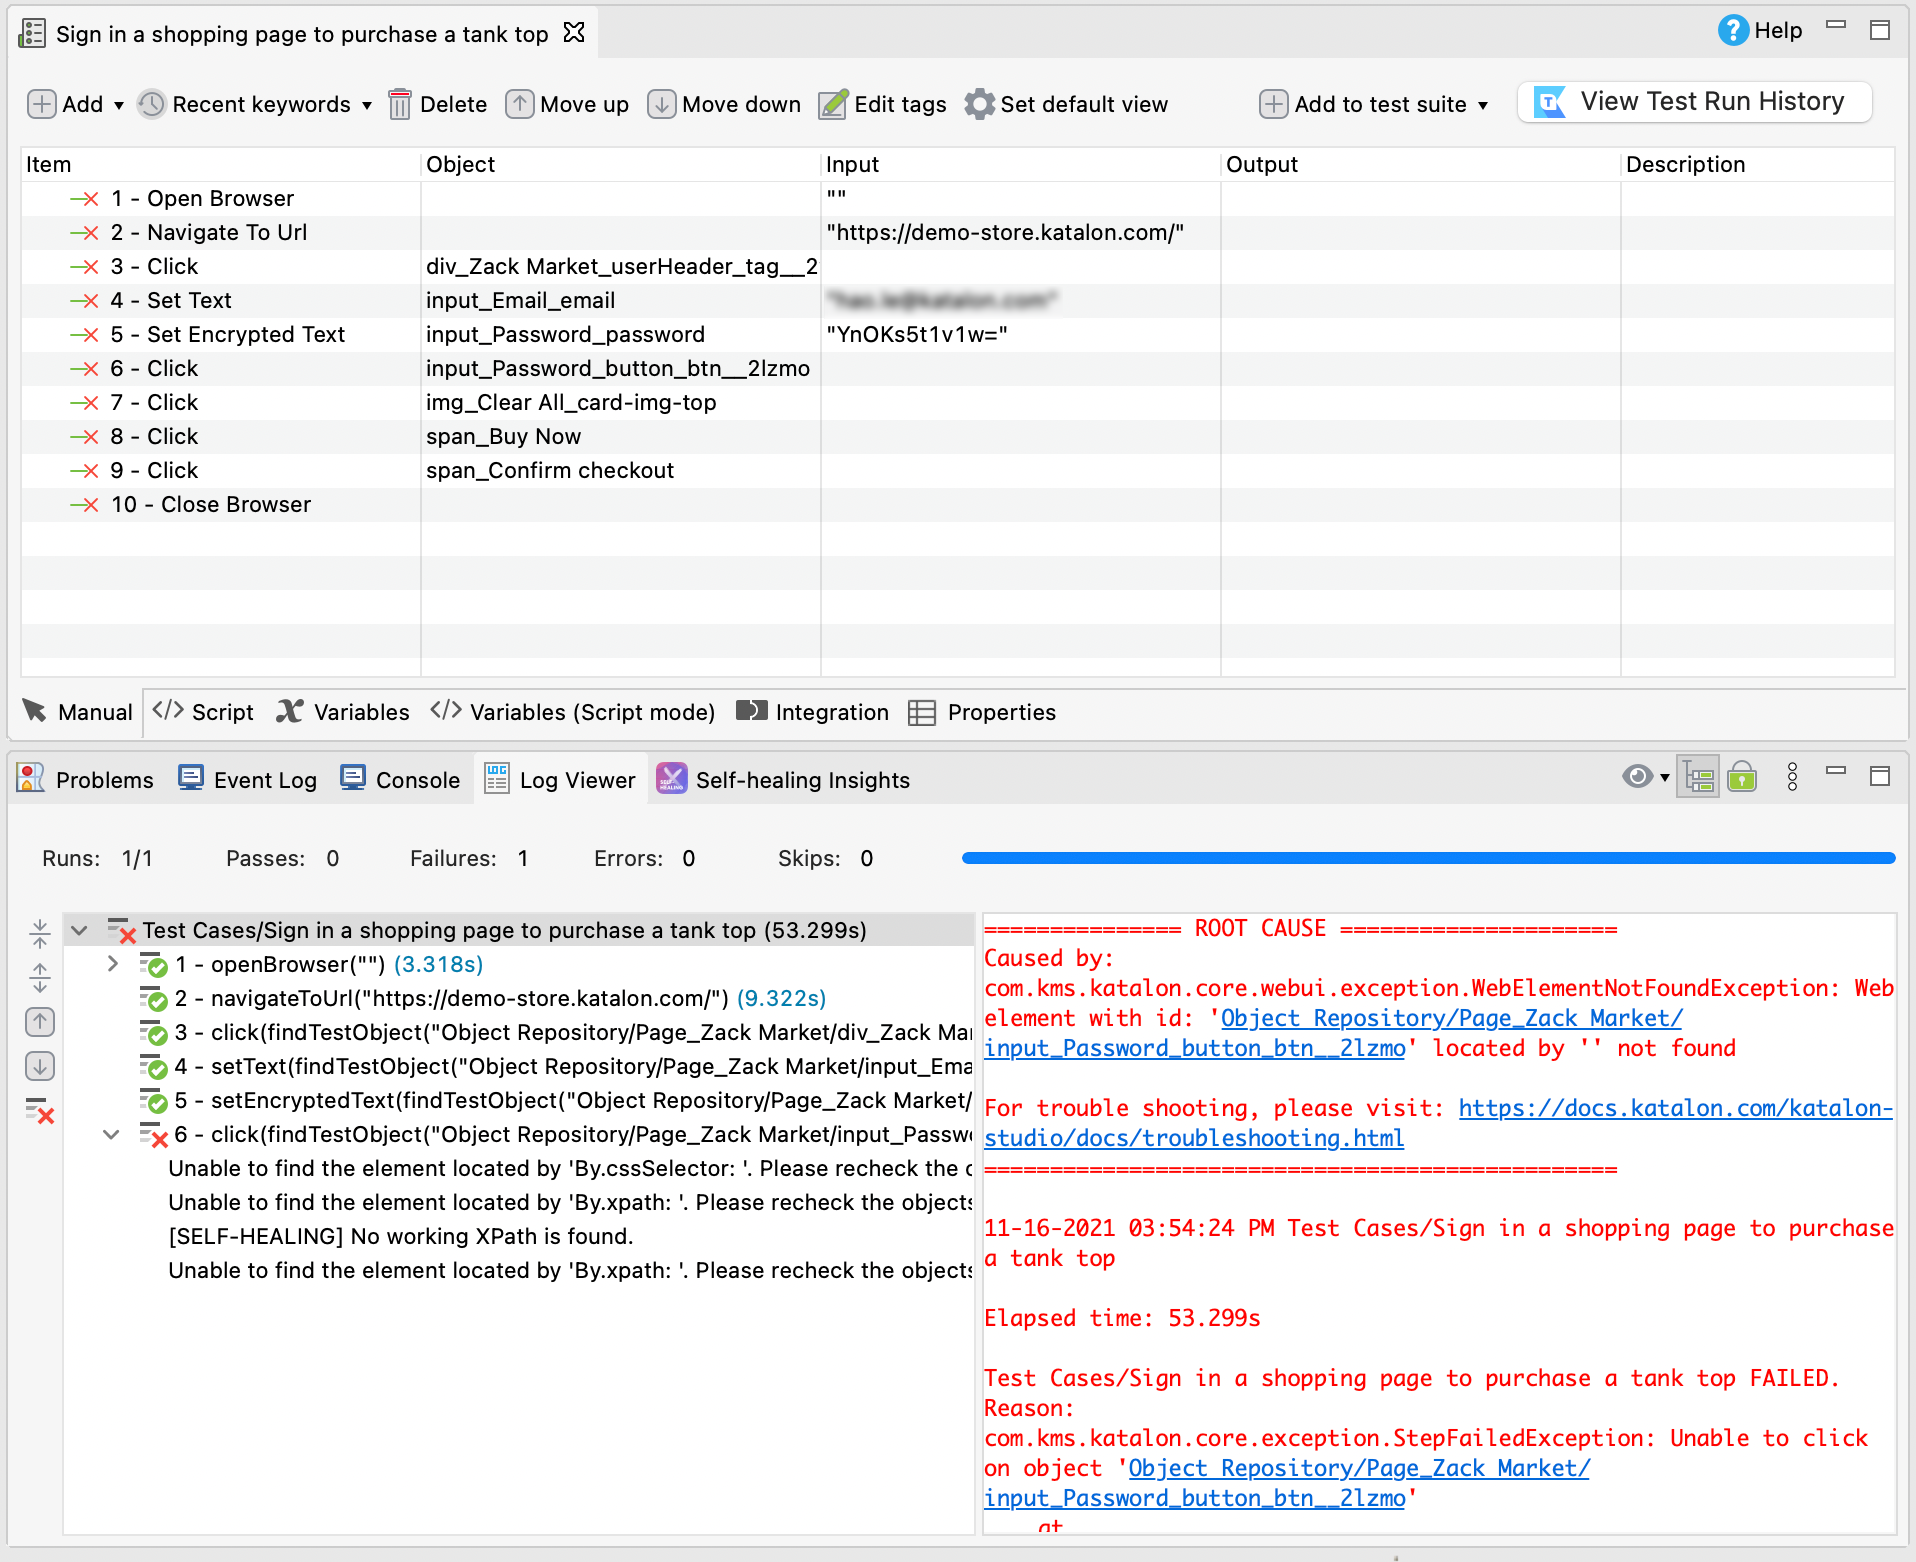 Sign in a shopping page to purchase a tank top
Help
Add
Recent keywords
Delete
Move up
Move down
Edit tags
Set default view
Add to test suite
View Test Run History
Item Object Input Output Description
1 - Open Browser ""
2 - Navigate To Url "https://demo-store.katalon.com/"
3 - Click div_Zack Market_userHeader_tag__2
4 - Set Text input_Email_email
5 - Set Encrypted Text input_Password_password "YnOKs5t1v1w="
6 - Click input_Password_button_btn__2lzmo
7 - Click img_Clear All_card-img-top
8 - Click span_Buy Now
9 - Click span_Confirm checkout
10 - Close Browser
Manual
Script
Variables
Variables (Script mode)
Integration
Properties
Problems
Event Log
Console
LOG
Log Viewer
Self-healing Insights
Runs: 1/1 Passes: 0 Failures: 1 Errors: 0 Skips: 0
Test Cases/Sign in a shopping page to purchase a tank top (53.299s)
1 - openBrowser("") (3.318s)
2 - navigateToUrl("https://demo-store.katalon.com/") (9.322s)
3 - click(findTestObject("Object Repository/Page_Zack Market/div_Zack Ma
4 - setText(findTestObject("Object Repository/Page_Zack Market/input_Ema
5 - setEncryptedText(findTestObject("Object Repository/Page_Zack Market/
6 - click(findTestObject("Object Repository/Page_Zack Market/input_Passw
Unable to find the element located by 'By.cssSelector: '. Please recheck the
Unable to find the element located by 'By.xpath: '. Please recheck the objects
[SELF-HEALING] No working XPath is found.
Unable to find the element located by 'By.xpath: '. Please recheck the objects
=============== ROOT CAUSE =====================
Caused by:
com.kms.katalon.core.webui.exception.WebElementNotFoundException: Web
element with id: 'Object Repository/Page_Zack Market/
input_Password_button_btn__2lzmo' located by '' not found
For trouble shooting, please visit: https://docs.katalon.com/katalon-
studio/docs/troubleshooting.html
================================================
11-16-2021 03:54:24 PM Test Cases/Sign in a shopping page to purchase
a tank top
Elapsed time: 53.299s
Test Cases/Sign in a shopping page to purchase a tank top FAILED.
Reason:
com.kms.katalon.core.exception.StepFailedException: Unable to click
on object 'Object Repository/Page_Zack Market/
input_Password_button_btn__2lzmo'
at